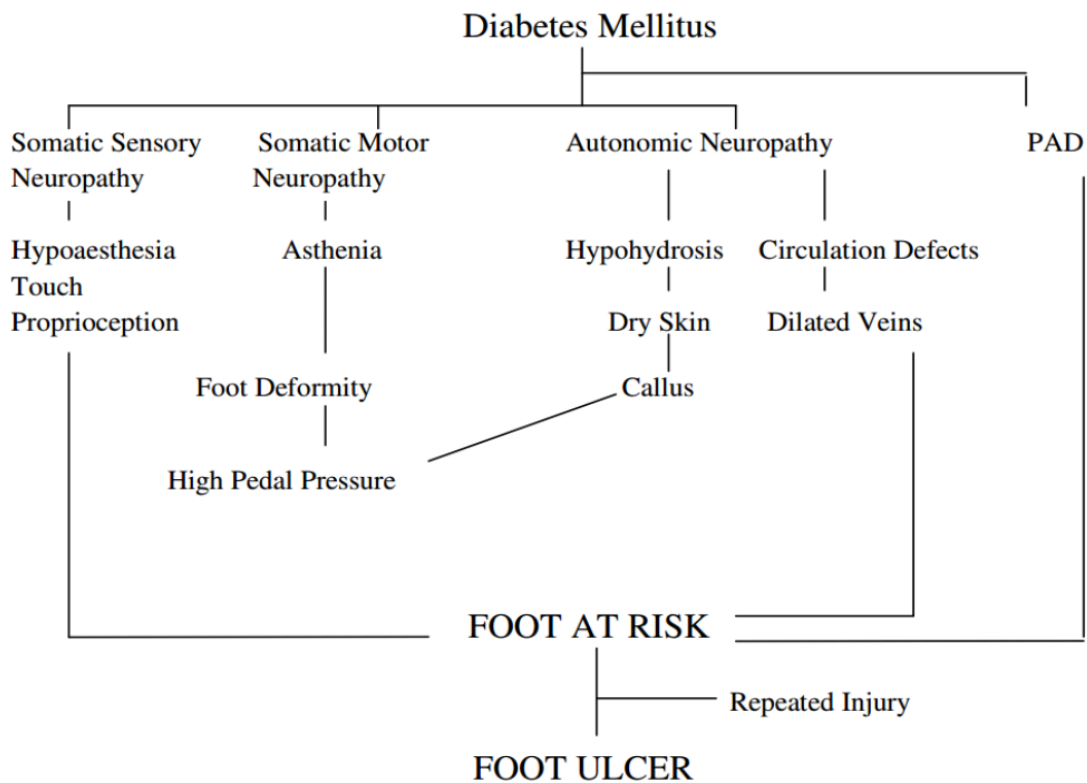 Diabetes Mellitus
Somatic Sensory Neuropathy
Somatic Motor Neuropathy
Autonomic Neuropathy
PAD
Hypoaesthesia
Touch
Proprioception
Asthenia
Hypohydrosis
Circulation Defects
Dry Skin
Dilated Veins
Foot Deformity
Callus
High Pedal Pressure
FOOT AT RISK
Repeated Injury
FOOT ULCER